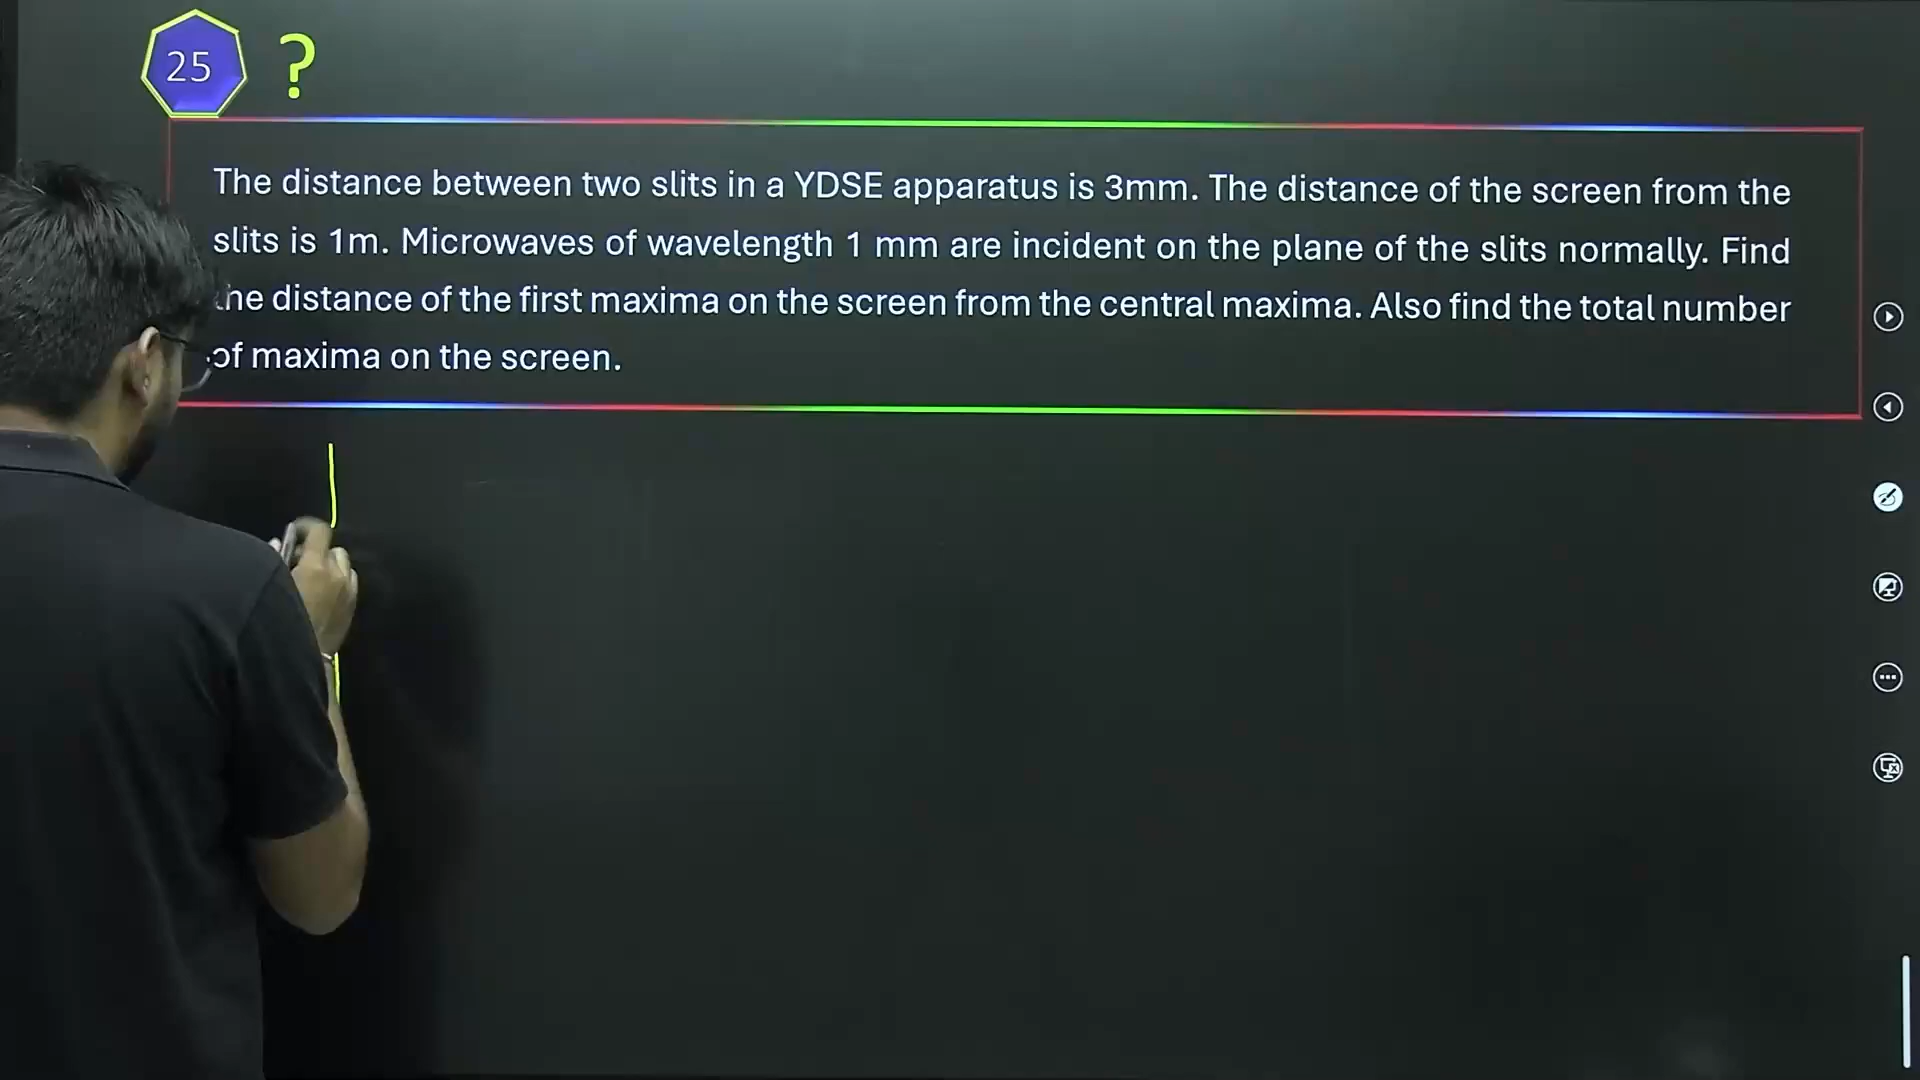 25 ?
The distance between two slits in a YDSE apparatus is 3mm. The distance of the screen from the
slits is 1m. Microwaves of wavelength 1 mm are incident on the plane of the slits normally. Find
the distance of the first maxima on the screen from the central maxima. Also find the total number
of maxima on the screen.